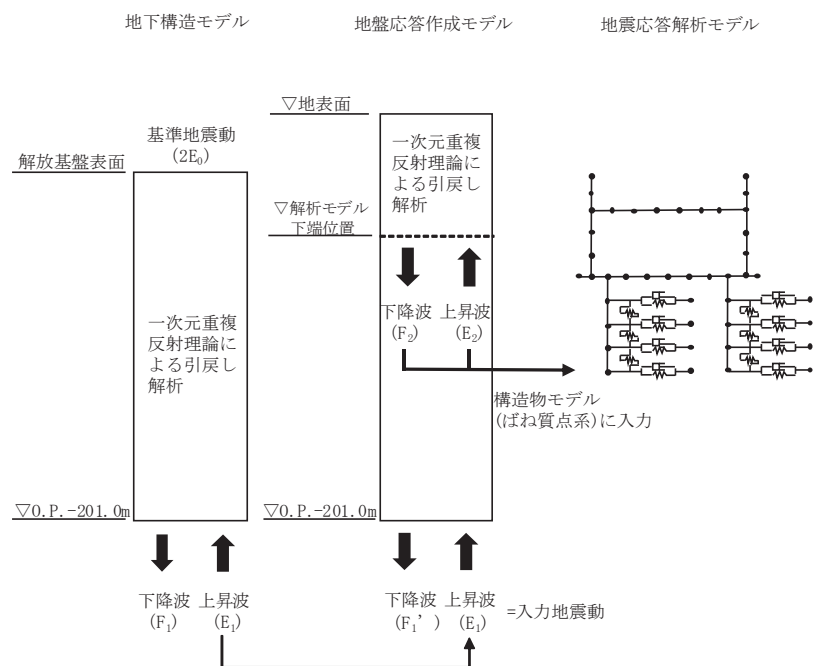 地下構造モデル
地盤応答作成モデル
地震応答解析モデル
基準地震動
(2E₀)
解放基盤表面
一次元重複
反射理論に
よる引戻し
解析
▽O.P.-201.0m
下降波
(F₁)
上昇波
(E₁)
▽地表面
一次元重複
反射理論に
よる引戻し
解析
▽解析モデル
下端位置
下降波
(F₂)
上昇波
(E₂)
構造物モデル
(ばね質点系)に入力
▽O.P.-201.0m
下降波
(F₁’ )
上昇波
(E₁)
=入力地震動